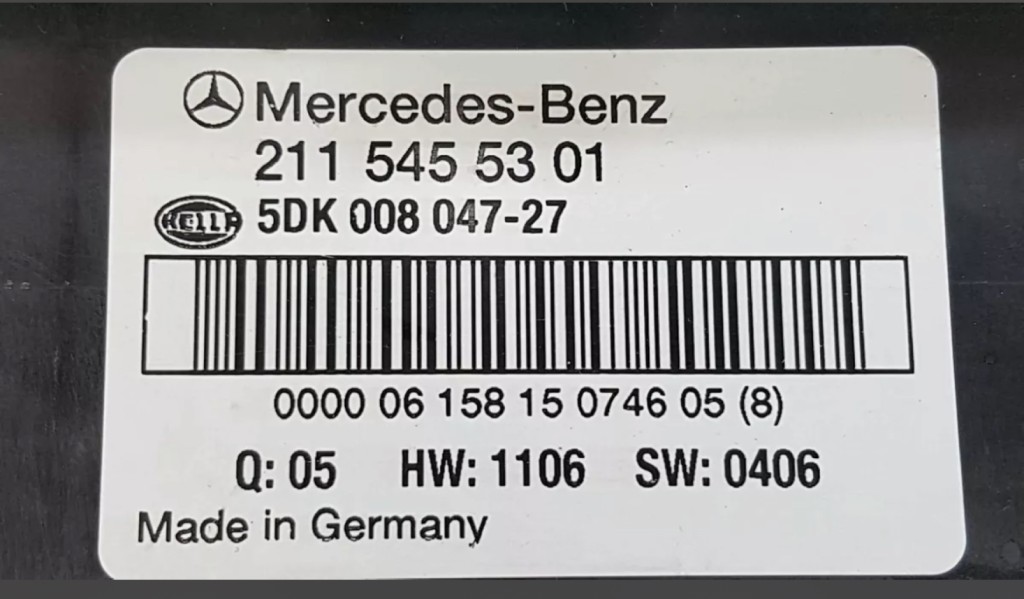 Mercedes-Benz
211 545 53 01
HELLA 5DK 008 047-27
0000 06 158 15 0746 05 (8)
Q: 05 HW: 1106 SW: 0406
Made in Germany